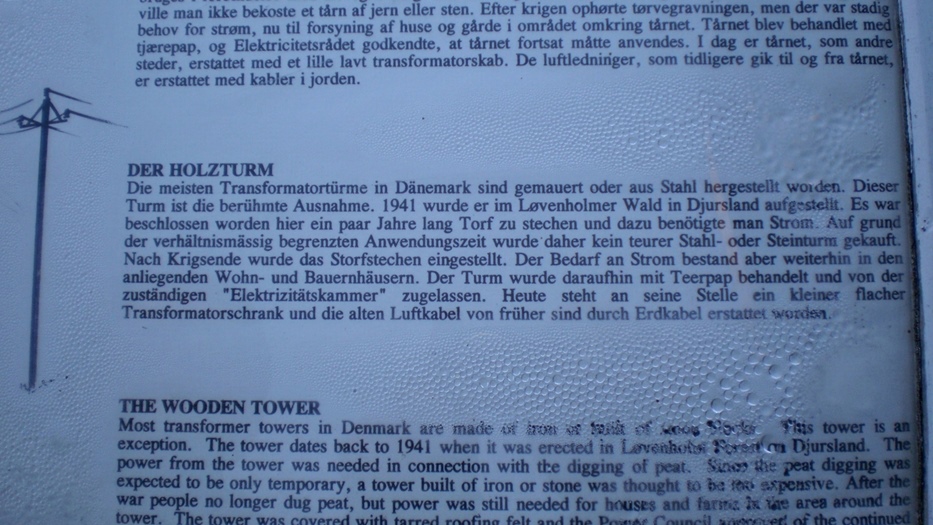 ville man ikke bekoste et tårn af jern eller sten. Efter krigen ophørte tørvegravningen, men der var stadig
behov for strøm, nu til forsyning af huse og gårde i området omkring tårnet. Tårnet blev behandlet med
tjærepap, og Elektricitetsrådet godkendte, at tårnet fortsat måtte anvendes. I dag er tårnet, som andre
steder, erstattet med et lille lavt transformatorskab. De luftledninger, som tidligere gik til og fra tårnet,
er erstattet med kabler i jorden.
DER HOLZTURM
Die meisten Transformatortürme in Dänemark sind gemauert oder aus Stahl hergestellt worden. Dieser
Turm ist die berühmte Ausnahme. 1941 wurde er im Løvenholmer Wald in Djursland aufgestellt. Es war
beschlossen worden hier ein paar Jahre lang Torf zu stechen und dazu benötigte man Strom. Auf grund
der verhältnismässig begrenzten Anwendungszeit wurde daher kein teurer Stahl- oder Steinturm gekauft.
Nach Krigsende wurde das Storfstechen eingestellt. Der Bedarf an Strom bestand aber weiterhin in den
anliegenden Wohn- und Bauernhäusern. Der Turm wurde daraufhin mit Teerpap behandelt und von der
zuständigen "Elektrizitätskammer" zugelassen. Heute steht an seine Stelle ein kleiner flacher
Transformatorschrank und die alten Luftkabel von früher sind durch Erdkabel erstattet worden.
THE WOODEN TOWER
Most transformer towers in Denmark are made of iron or built of This tower is an
exception. The tower dates back to 1941 when it was erected in Løvenholm Forest on Djursland. The
power from the tower was needed in connection with the digging of peat. Since the peat digging was
expected to be only temporary, a tower built of iron or stone was thought to be too expensive. After the
war people no longer dug peat, but power was still needed for houses and farms in the area around the
tower. The tower was covered with tarred roofing felt and the Power Council approved of the continued